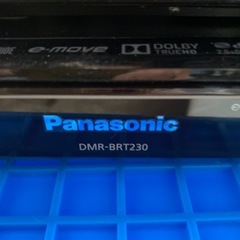 e-move
DOLBY
TRUEHD
Panasonic
DMR-BRT230